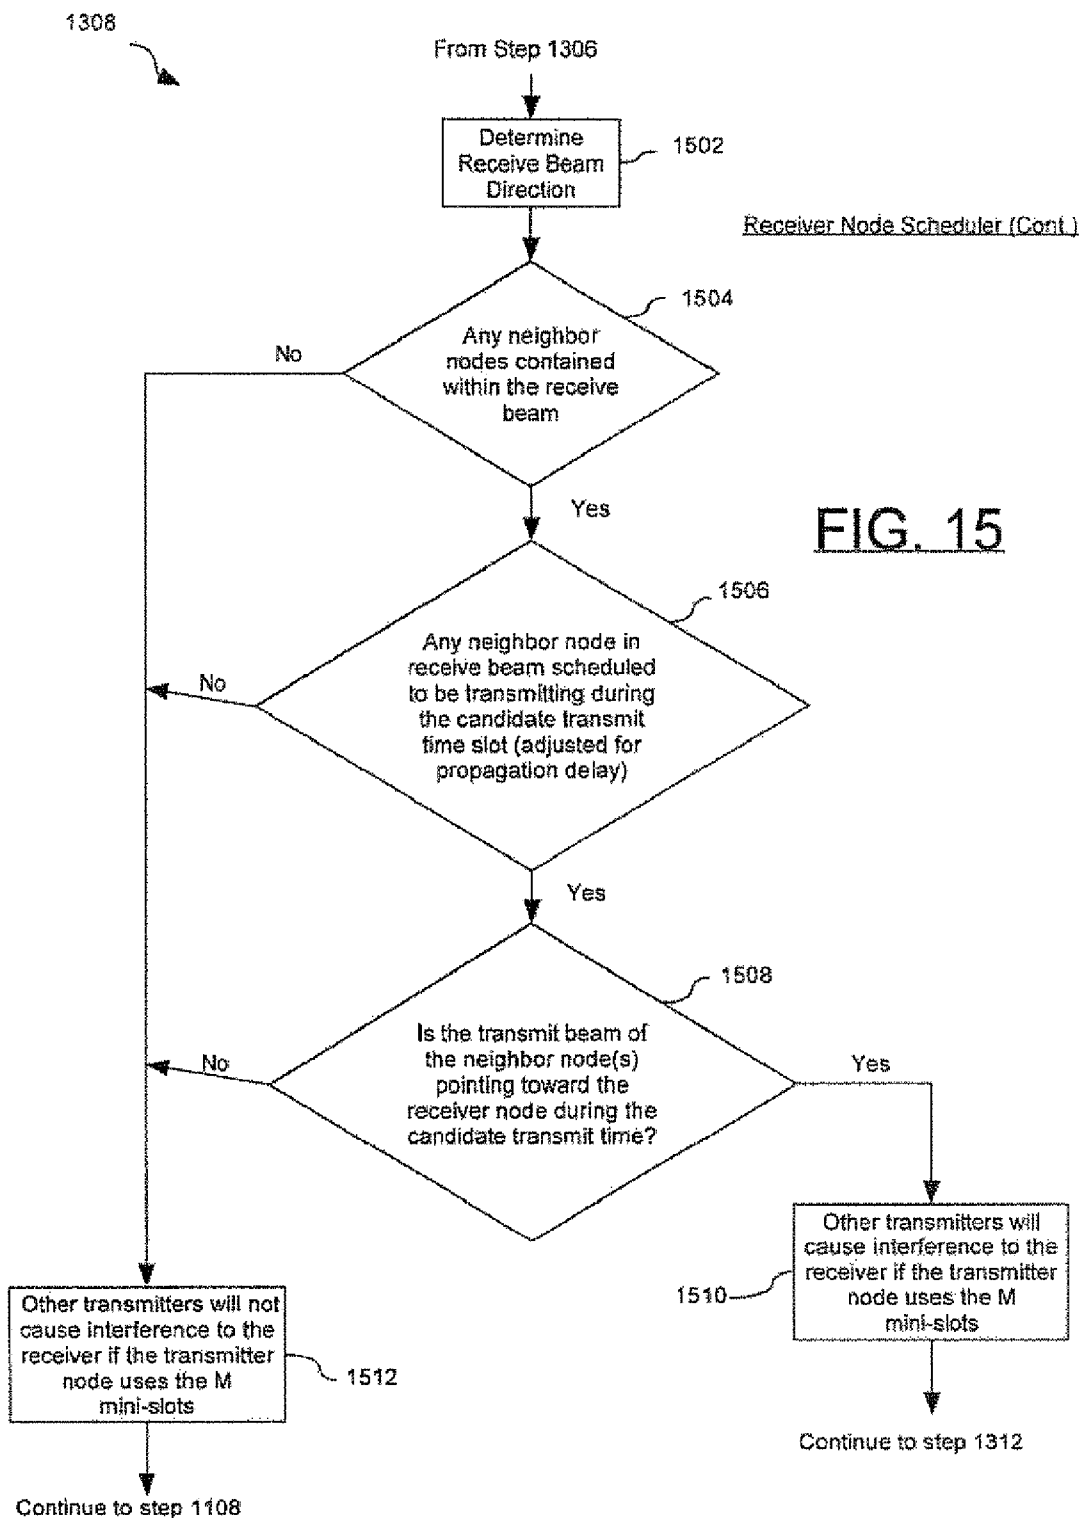 1308
From Step 1306
Determine
Receive Beam
Direction
1502
Receiver Node Scheduler (Cont.)
1504
Any neighbor
nodes contained
within the receive
beam
No
Yes
FIG. 15
1506
Any neighbor node in
receive beam scheduled
to be transmitting during
the candidate transmit
time slot (adjusted for
propagation delay)
No
Yes
1508
Is the transmit beam of
the neighbor node(s)
pointing toward the
receiver node during the
candidate transmit time?
No
Yes
Other transmitters will
cause interference to the
receiver if the transmitter
node uses the M
mini-slots
1510
Other transmitters will not
cause interference to the
receiver if the transmitter
node uses the M
mini-slots
1512
Continue to step 1312
Continue to step 1108